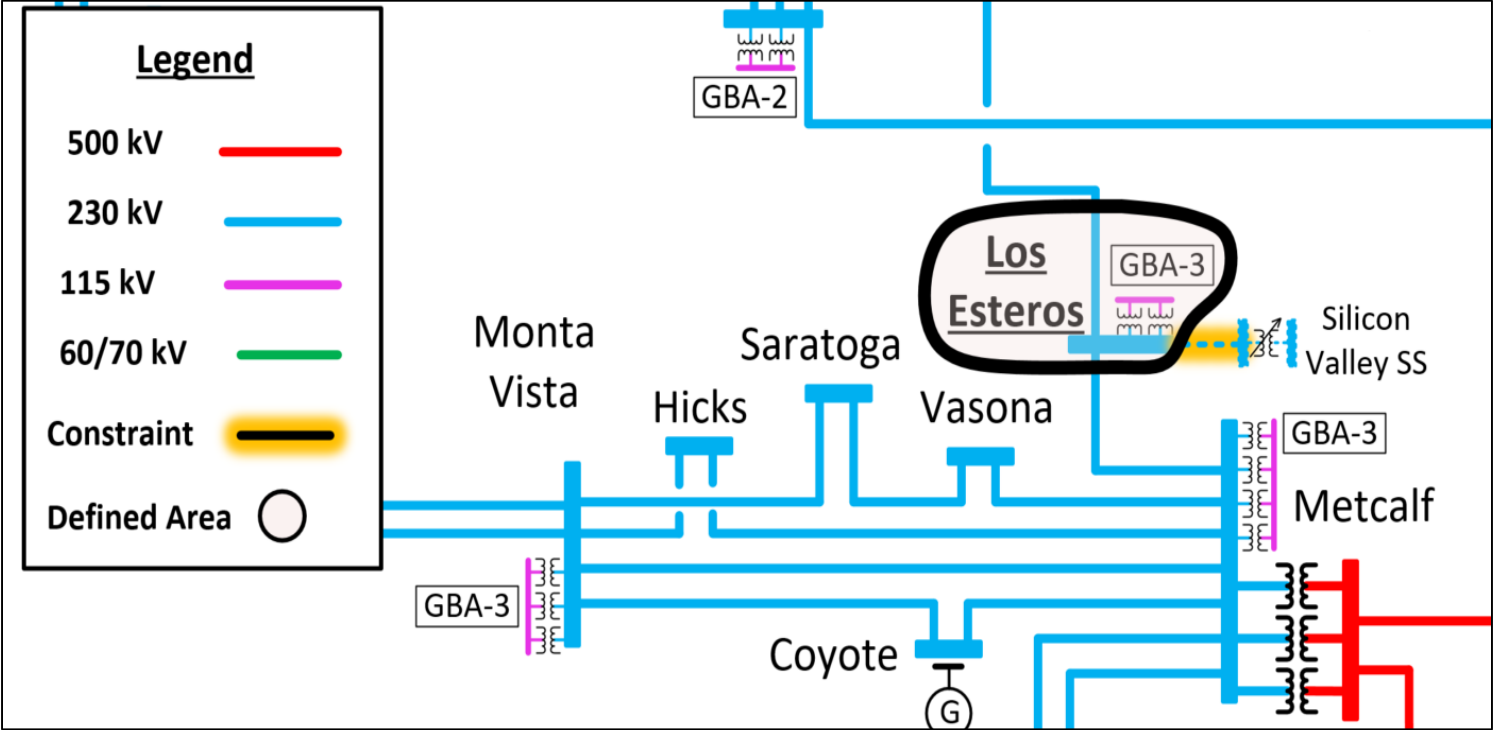 Legend
500 kV
230 kV
115 kV
60/70 kV
Constraint
Defined Area
GBA-2
Los
Esteros
GBA-3
Silicon
Valley SS
Monta
Vista
Hicks
Saratoga
Vasona
GBA-3
Metcalf
GBA-3
Coyote
G